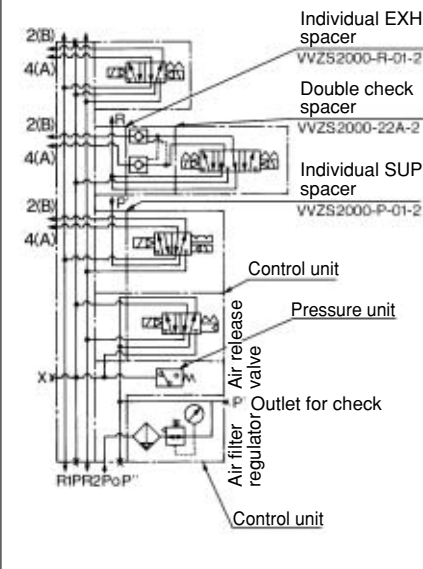 Individual EXH
spacer
VVZS2000-R-01-2
2(B)
4(A)
Double check
spacer
VVZS2000-22A-2
R
2(B)
4(A)
Individual SUP
spacer
VVZS2000-P-01-2
P
2(B)
4(A)
Control unit
Pressure unit
Air release
valve
X
P' Outlet for check
Air filter
regulator
R1PR2PoP"
Control unit